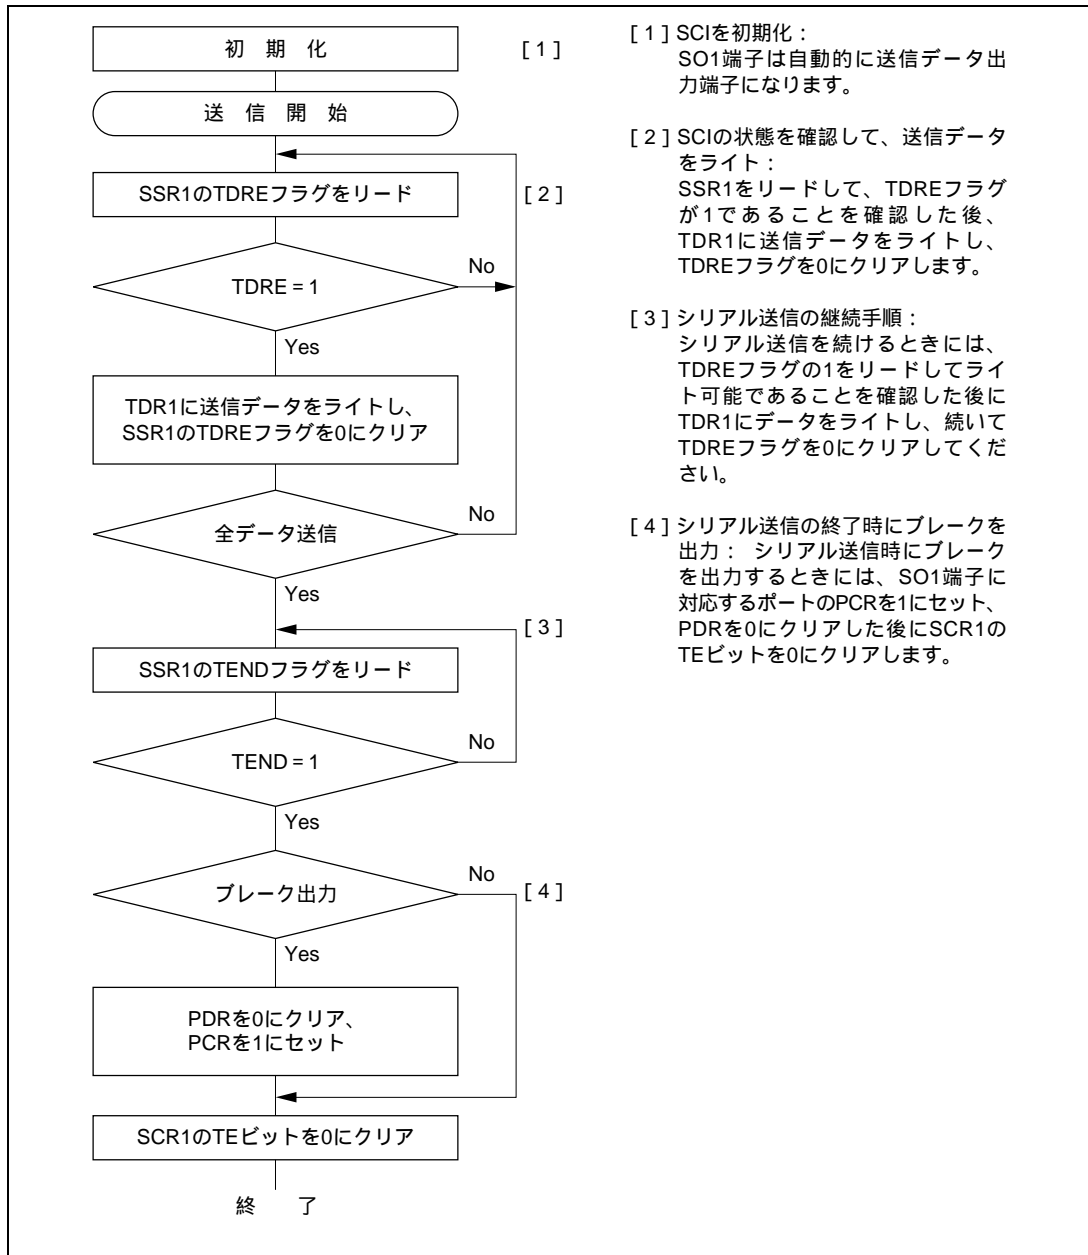 初　期　化
[ 1 ]
送　信　開　始
SSR1のTDREフラグをリード
[ 2 ]
TDRE = 1
No
Yes
TDR1に送信データをライトし、
SSR1のTDREフラグを0にクリア
全データ送信
No
Yes
[ 3 ]
SSR1のTENDフラグをリード
TEND = 1
No
Yes
ブレーク出力
No
[ 4 ]
Yes
PDRを0にクリア、
PCRを1にセット
SCR1のTEビットを0にクリア
終　了
[ 1 ] SCIを初期化：
SO1端子は自動的に送信データ出
力端子になります。
[ 2 ] SCIの状態を確認して、送信データ
をライト：
SSR1をリードして、TDREフラグ
が1であることを確認した後、
TDR1に送信データをライトし、
TDREフラグを0にクリアします。
[ 3 ] シリアル送信の継続手順：
シリアル送信を続けるときには、
TDREフラグの1をリードしてライ
ト可能であることを確認した後に
TDR1にデータをライトし、続いて
TDREフラグを0にクリアしてくだ
さい。
[ 4 ] シリアル送信の終了時にブレークを
出力：　シリアル送信時にブレーク
を出力するときには、SO1端子に
対応するポートのPCRを1にセット、
PDRを0にクリアした後にSCR1の
TEビットを0にクリアします。